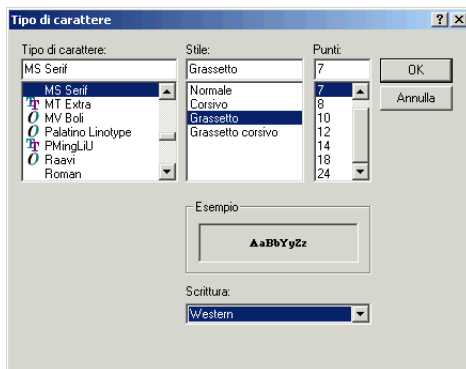 Tipo di carattere
Tipo di carattere:
MS Serif
MS Serif
MT Extra
MV Boli
Palatino Linotype
PMingLiU
Raavi
Roman
Stile:
Grassetto
Normale
Corsivo
Grassetto
Grassetto corsivo
Punti:
7
7
8
10
12
14
18
24
OK
Annulla
Esempio
AaBbYyZz
Scrittura:
Western